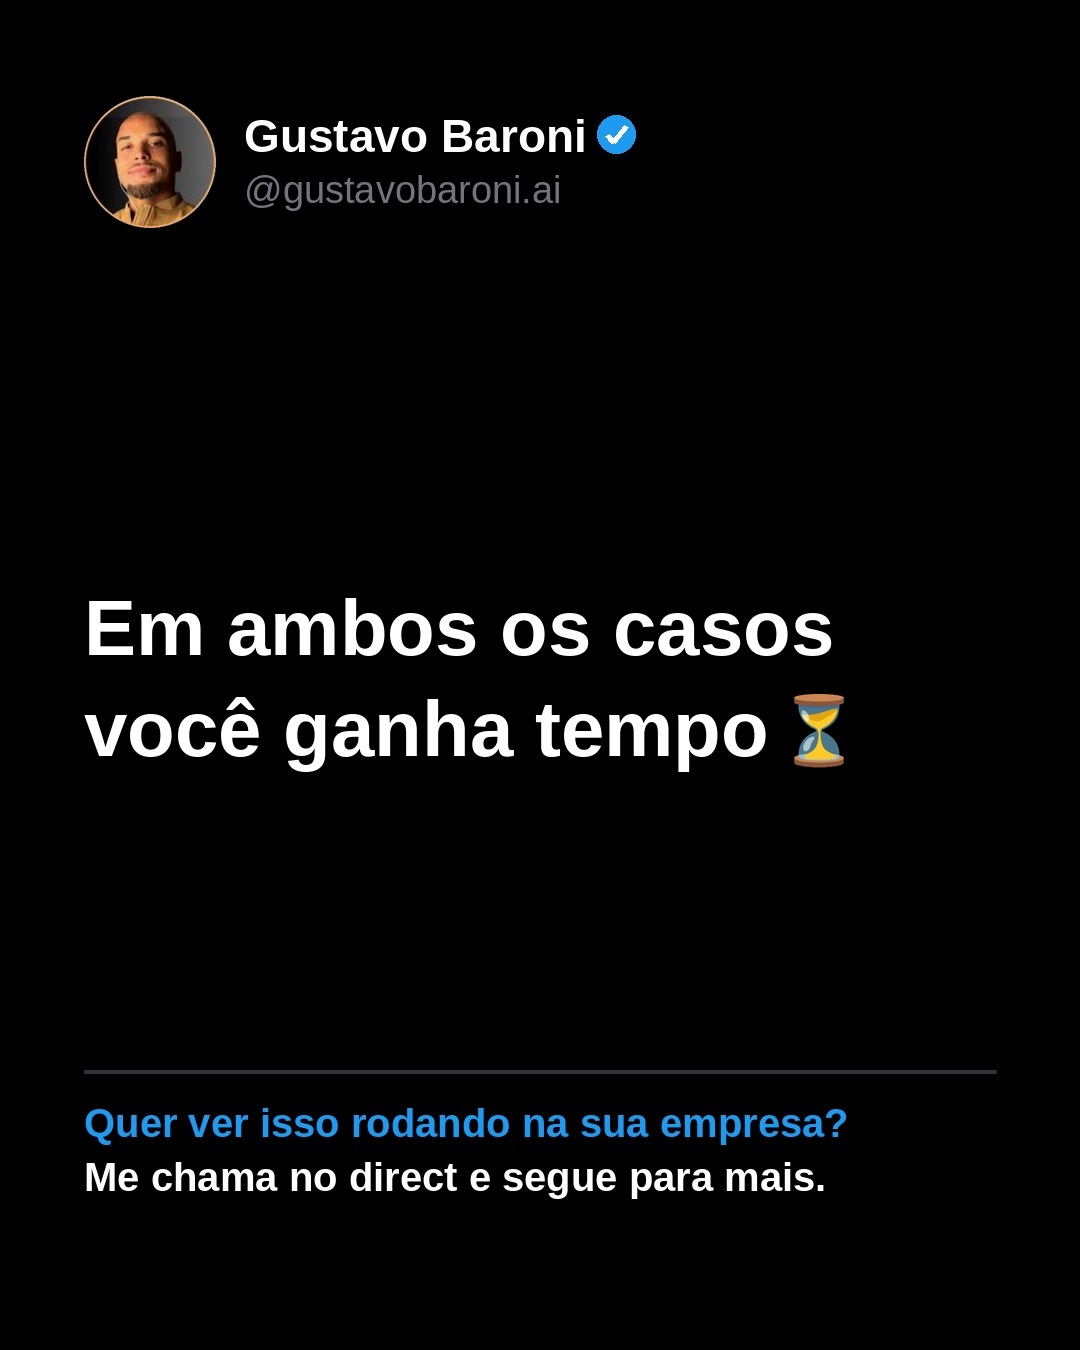 Gustavo Baroni
@gustavobaroni.ai
Em ambos os casos
você ganha tempo ⏳
Quer ver isso rodando na sua empresa?
Me chama no direct e segue para mais.